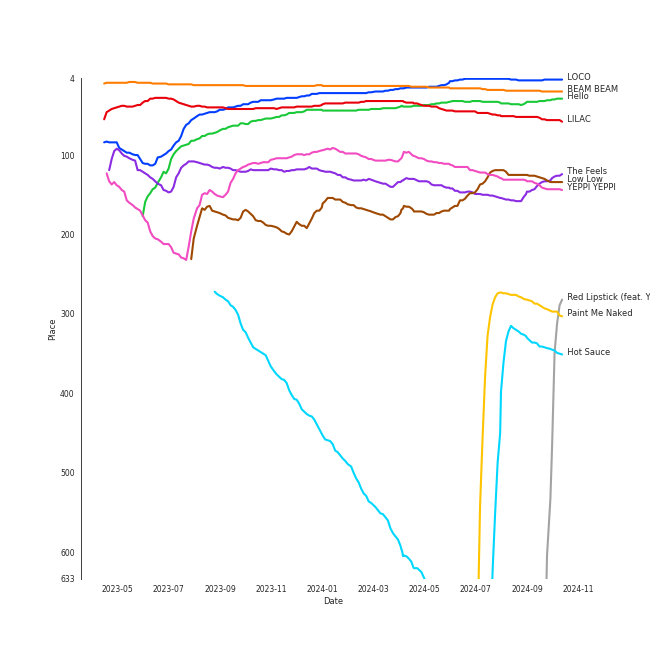 4
LOCO
BEAM BEAM
Hello
LILAC
100
The Feels
Low Low
YEPPI YEPPI
200
Red Lipstick (feat. Y
300
Paint Me Naked
Place
Hot Sauce
400
500
600
633
2023-05 2023-07 2023-09 2023-11 2024-01 2024-03 2024-05 2024-07 2024-09 2024-11
Date